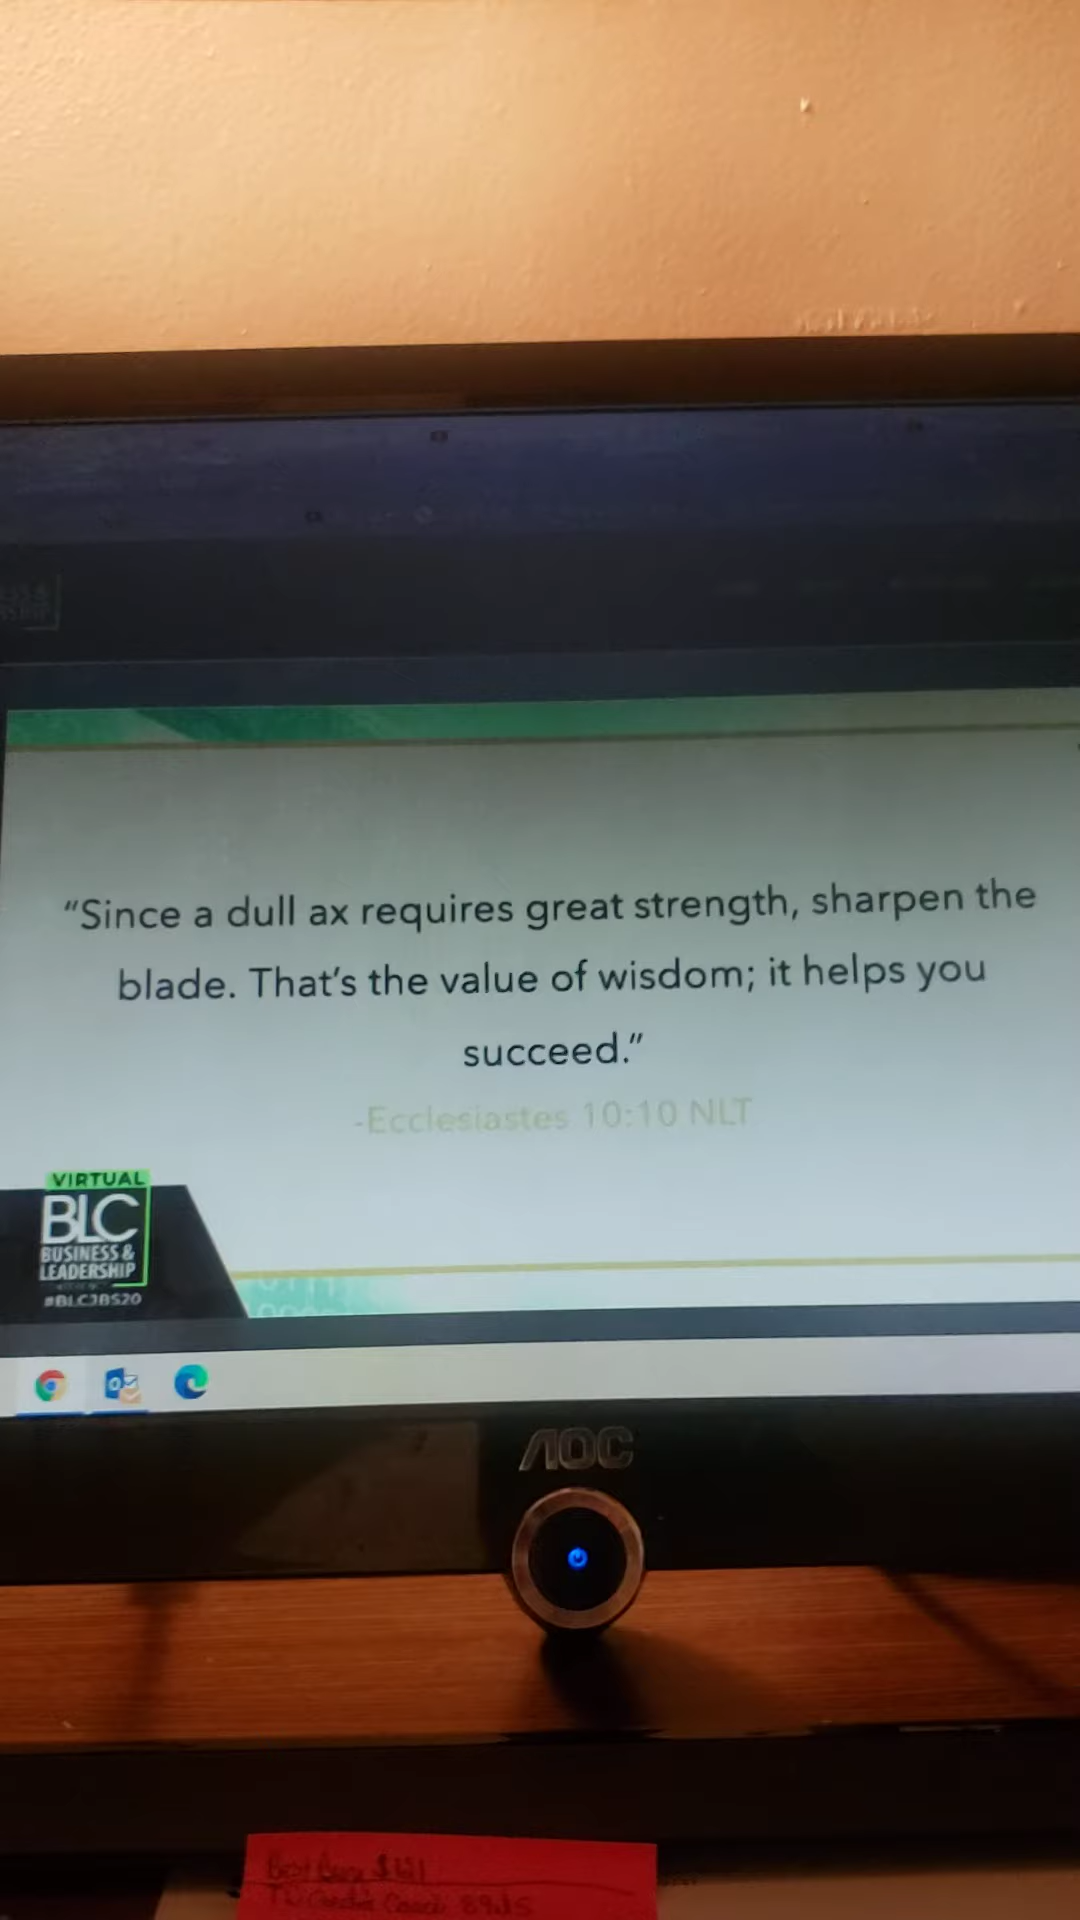 “Since a dull ax requires great strength, sharpen the
blade. That’s the value of wisdom; it helps you
succeed.”
-Ecclesiastes 10:10 NLT
VIRTUAL
BLC
BUSINESS &
LEADERSHIP
#BLCJBS20
AOC